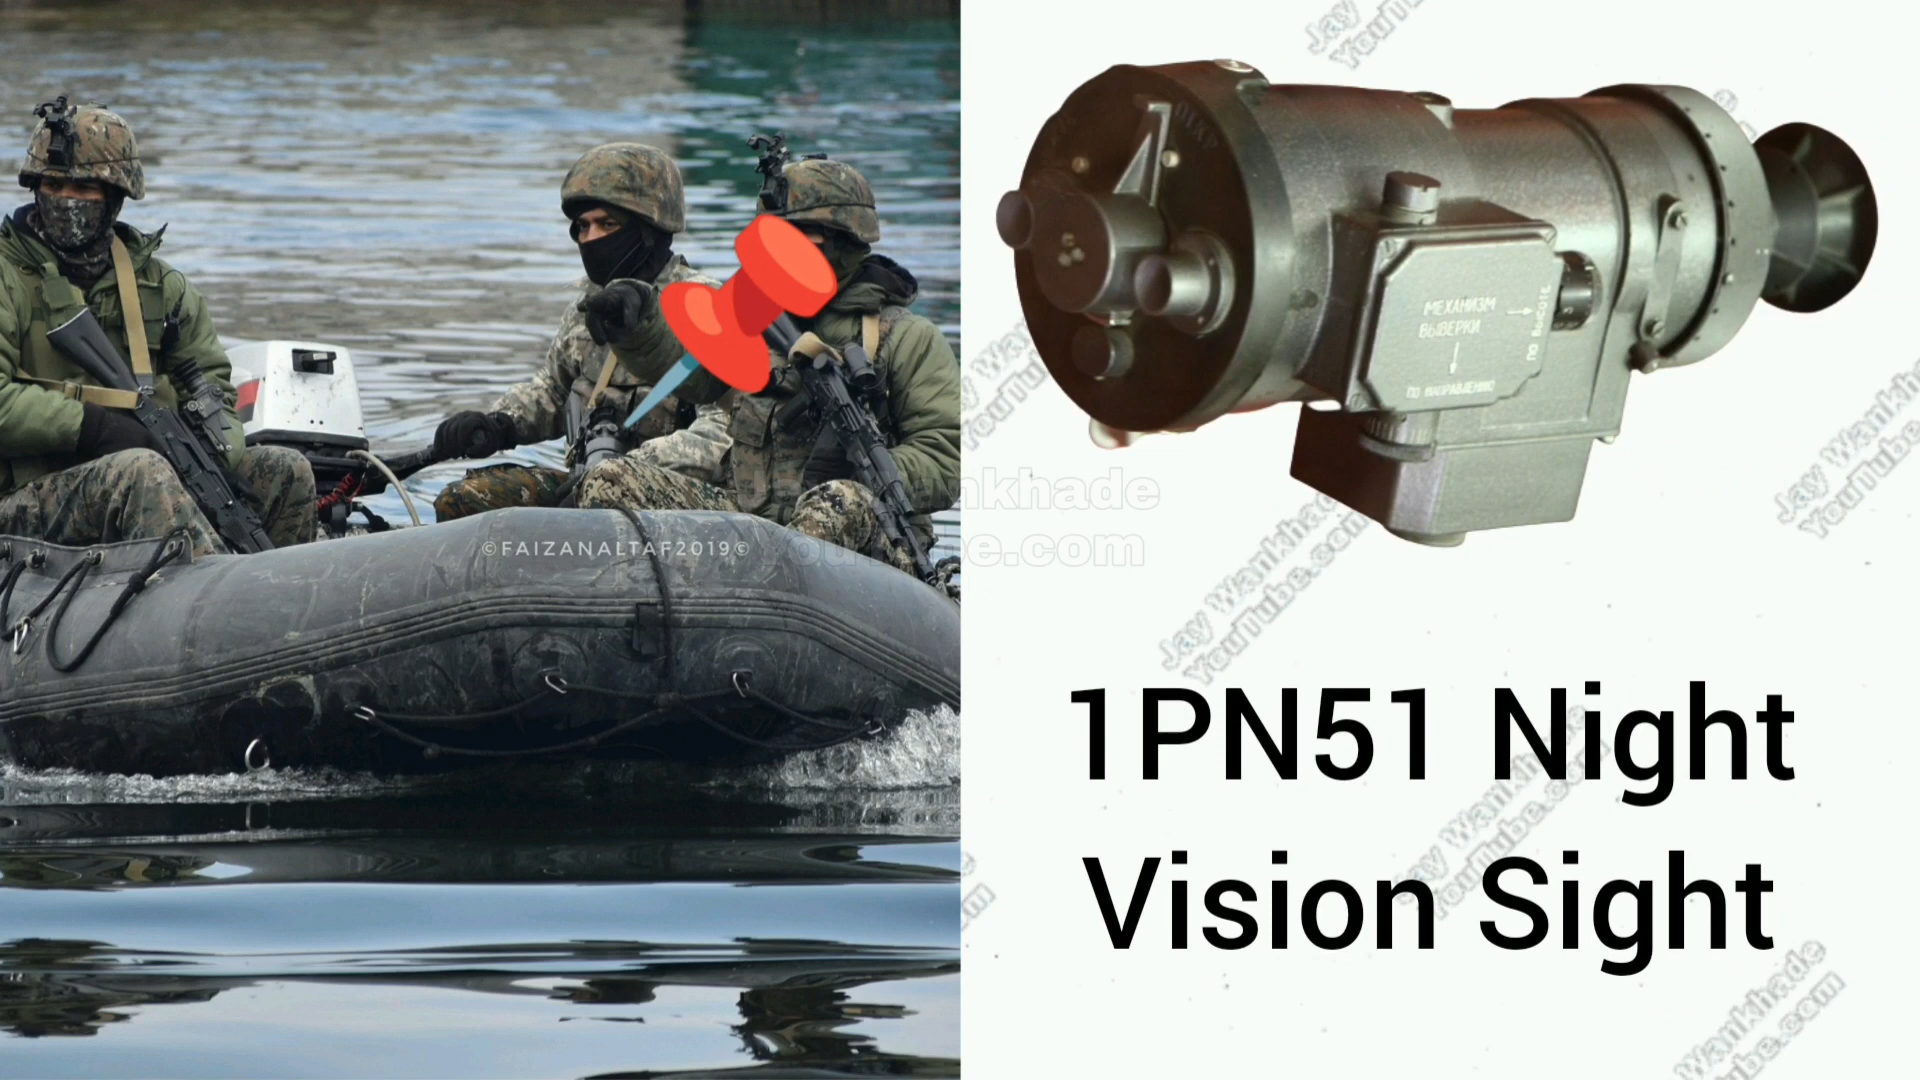 ©FAIZANALTAF2019©
МЕХАНИЗМ
ВЫВЕРКИ
ПО ВЫСОТЕ
ПО НАПРАВЛЕНИЮ
Jay Wankhade
YouTube.com
1PN51 Night
Vision Sight